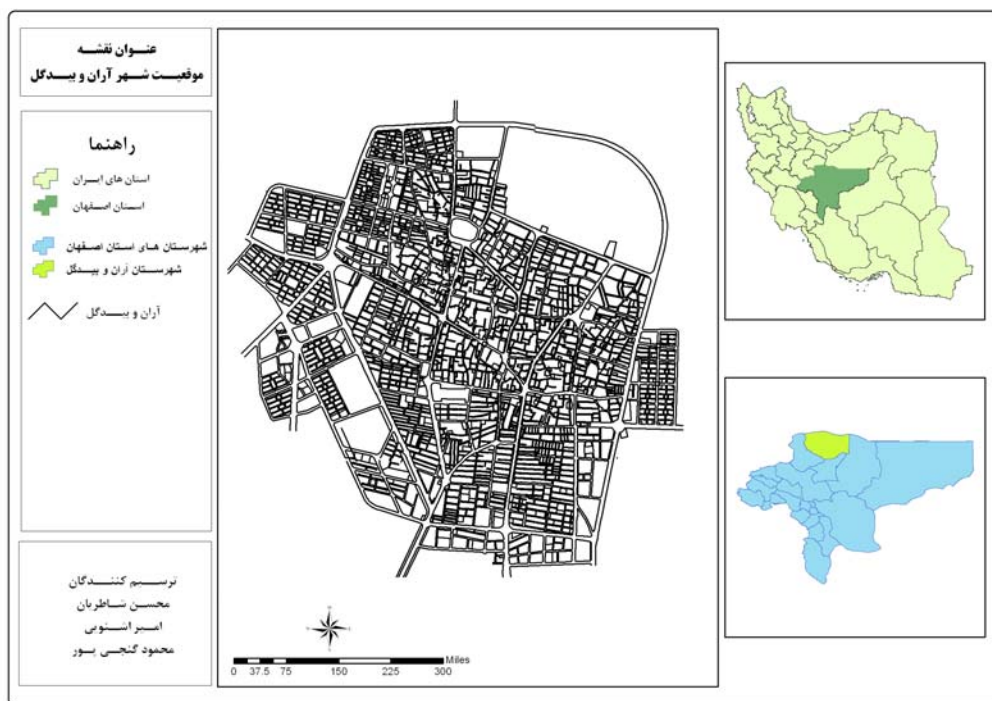 عنوان نقشه
موقعیت شهر آران و بیدگل
راهنما
استان های ایران
استان اصفهان
شهرستان های استان اصفهان
شهرستان آران و بیدگل
آران و بیدگل
ترسیم کنندگان
محسن شاطریان
امیر اشنویی
محمود گنجی پور
Miles
0 37.5 75 150 225 300